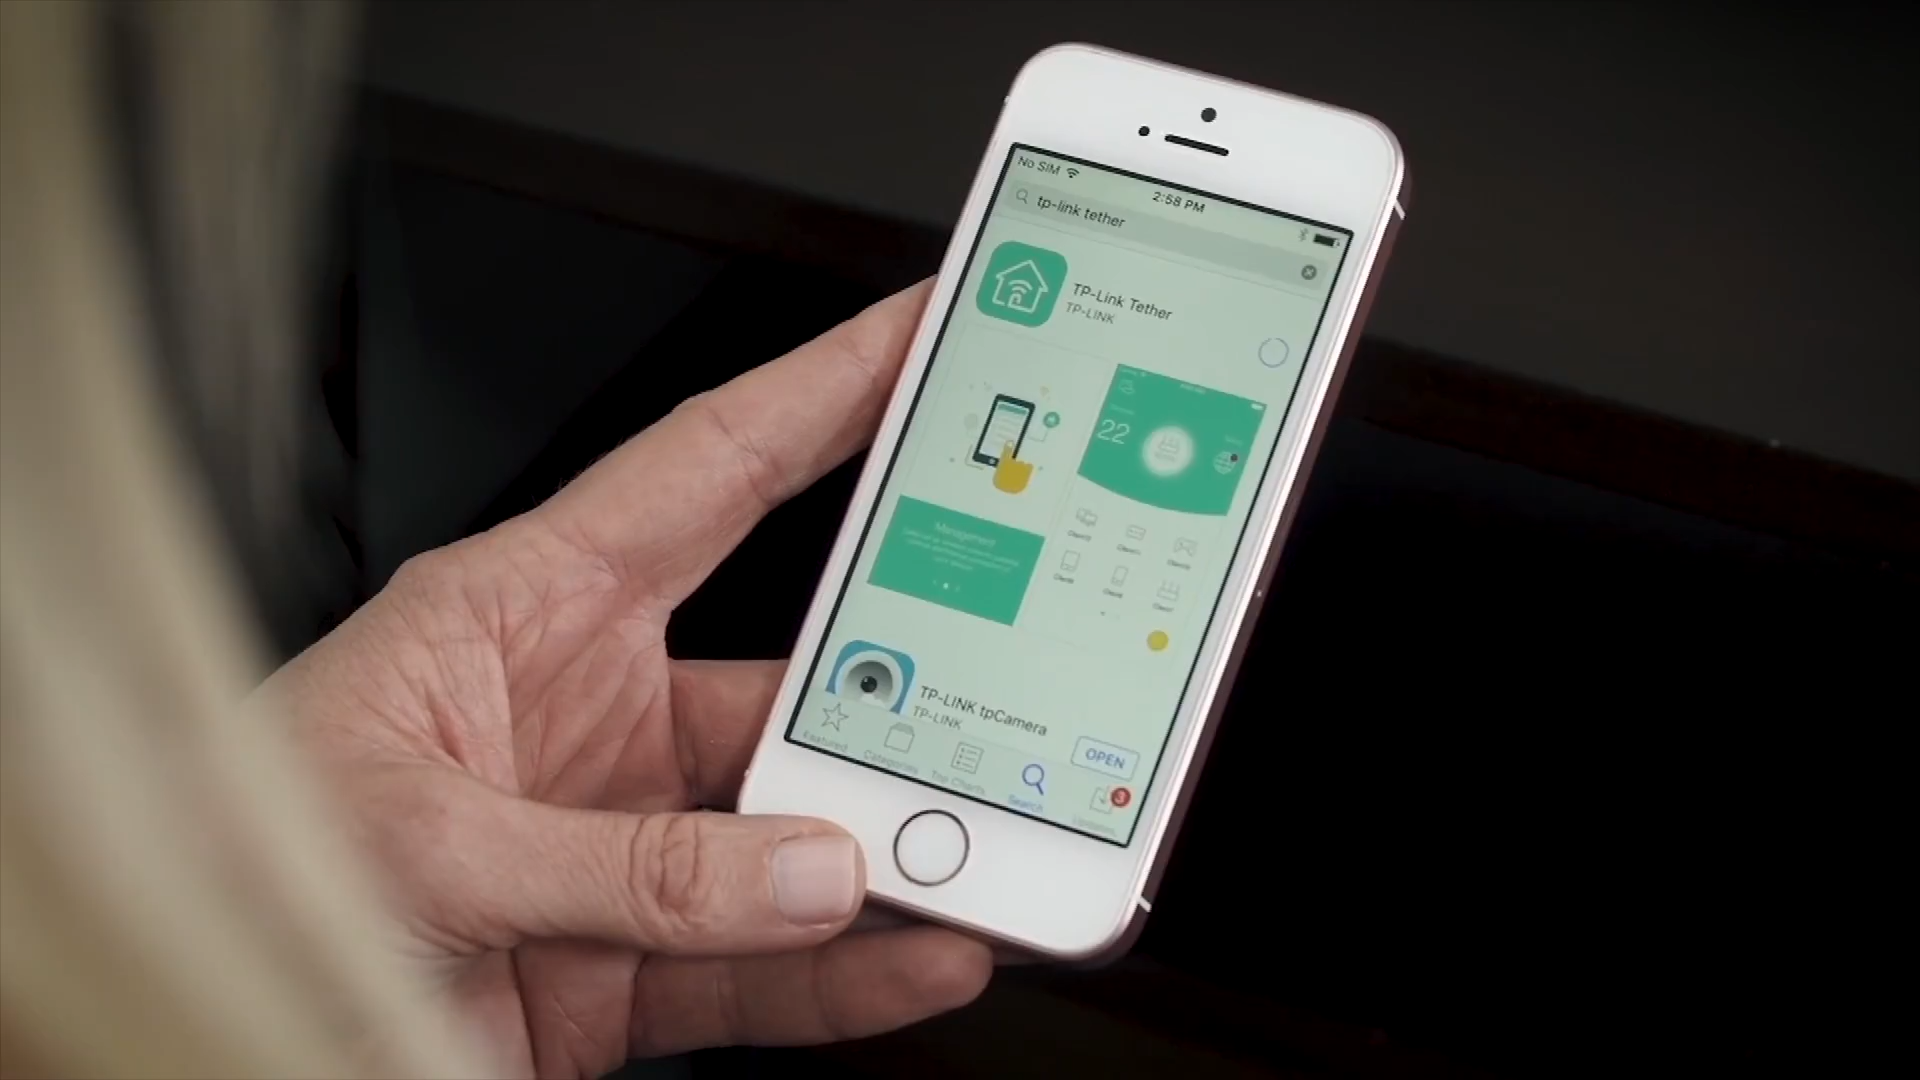 No SIM
2:58 PM
tp-link tether
TP-Link Tether
TP-LINK
22
Management
TP-LINK tpCamera
TP-LINK
OPEN
Featured
Categories
Top Charts
Search
3
Updates